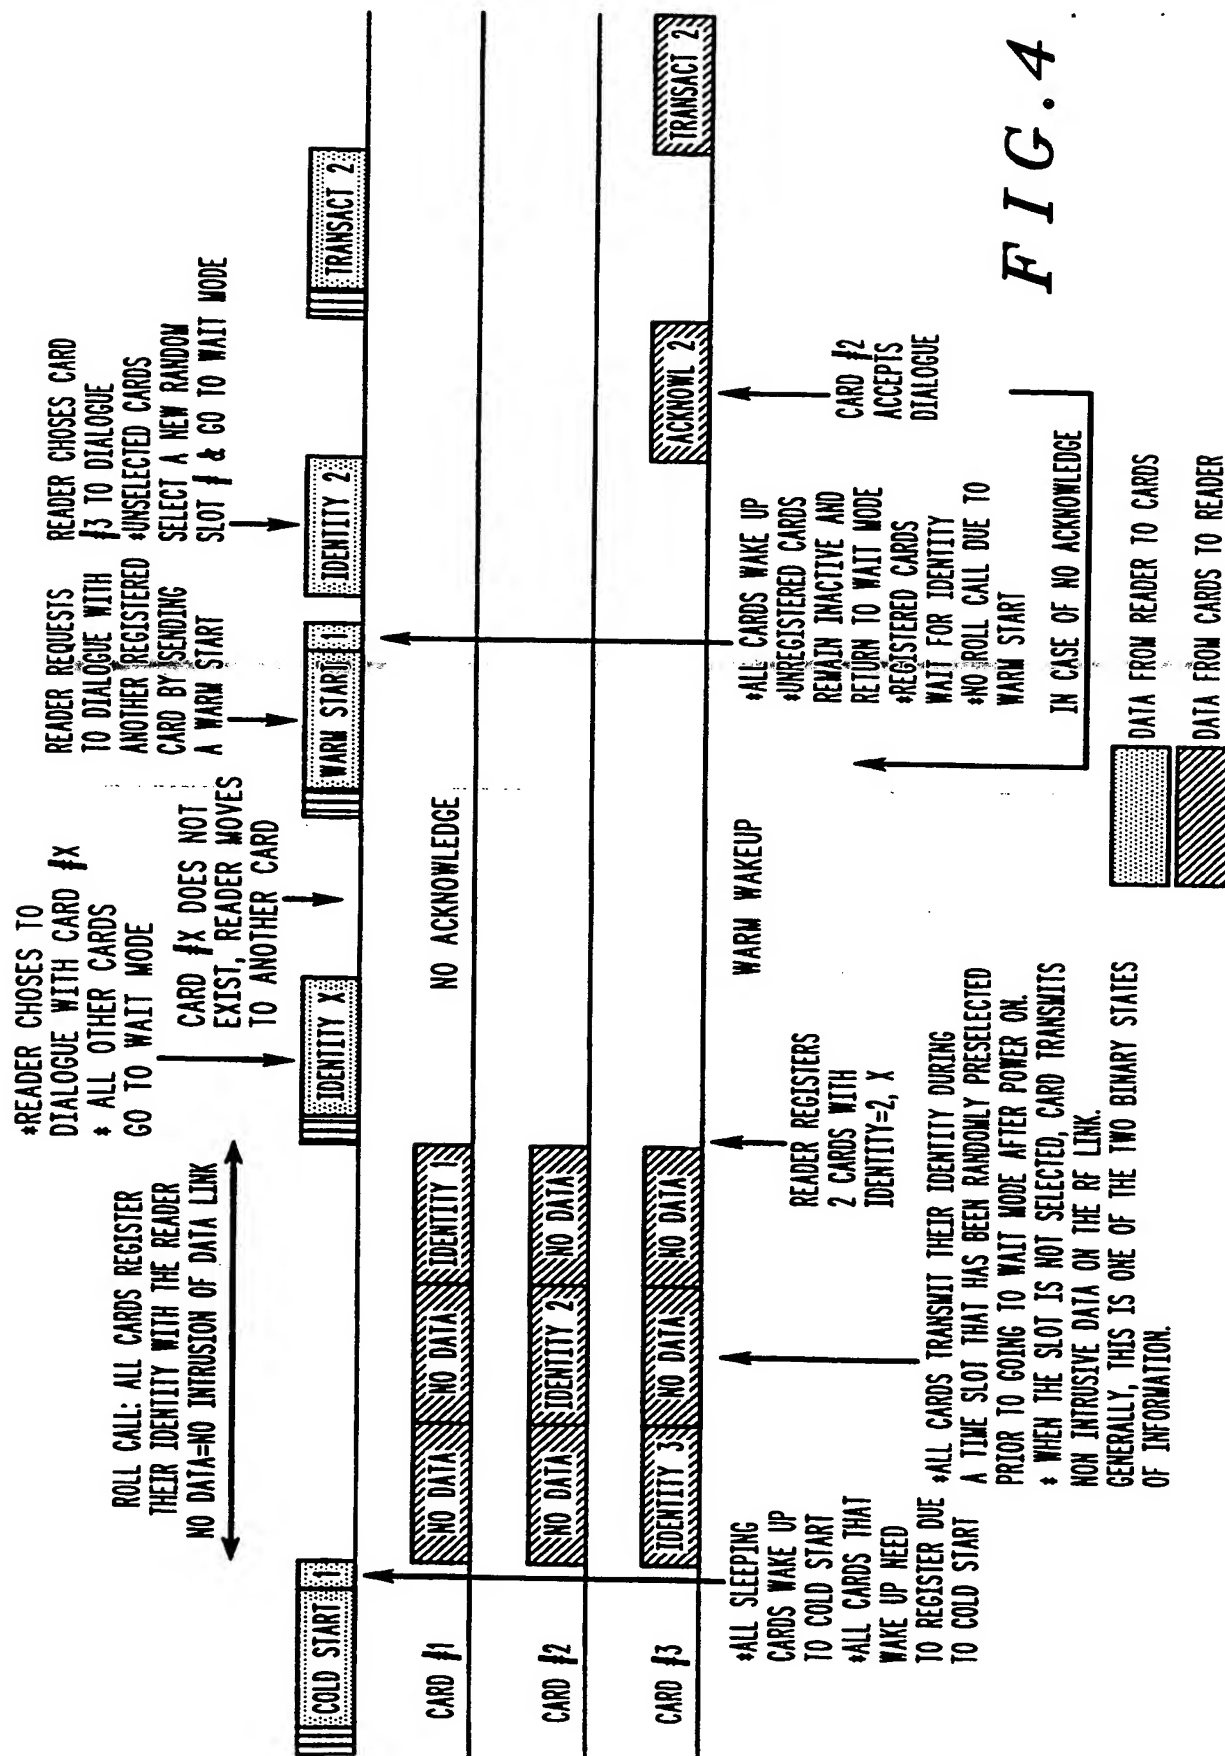 *READER CHOSES TO
DIALOGUE WITH CARD #X
* ALL OTHER CARDS
GO TO WAIT MODE
CARD #X DOES NOT
EXIST, READER MOVES
TO ANOTHER CARD
READER REQUESTS
TO DIALOGUE WITH
ANOTHER REGISTERED
CARD BY SENDING
A WARM START
READER CHOSES CARD
#3 TO DIALOGUE
*UNSELECTED CARDS
SELECT A NEW RANDOM
SLOT # & GO TO WAIT MODE
ROLL CALL: ALL CARDS REGISTER
THEIR IDENTITY WITH THE READER
NO DATA=NO INTRUSION OF DATA LINK
COLD START 1
IDENTITY X
WARM START 1
IDENTITY 2
TRANSACT 2
CARD #1
NO DATA
NO DATA
IDENTITY 1
NO ACKNOWLEDGE
CARD #2
NO DATA
IDENTITY 2
NO DATA
CARD #3
IDENTITY 3
NO DATA
NO DATA
ACKNOWL 2
TRANSACT 2
WARM WAKEUP
*ALL SLEEPING
CARDS WAKE UP
TO COLD START
*ALL CARDS THAT
WAKE UP NEED
TO REGISTER DUE
TO COLD START
READER REGISTERS
2 CARDS WITH
IDENTITY=2, X
*ALL CARDS TRANSMIT THEIR IDENTITY DURING
A TIME SLOT THAT HAS BEEN RANDOMLY PRESELECTED
PRIOR TO GOING TO WAIT MODE AFTER POWER ON.
* WHEN THE SLOT IS NOT SELECTED, CARD TRANSMITS
NON INTRUSIVE DATA ON THE RF LINK.
GENERALLY, THIS IS ONE OF THE TWO BINARY STATES
OF INFORMATION.
*ALL CARDS WAKE UP
*UNREGISTERED CARDS
REMAIN INACTIVE AND
RETURN TO WAIT MODE
*REGISTERED CARDS
WAIT FOR IDENTITY
*NO ROLL CALL DUE TO
WARM START
CARD #2
ACCEPTS
DIALOGUE
IN CASE OF NO ACKNOWLEDGE
DATA FROM READER TO CARDS
DATA FROM CARDS TO READER
FIG.4